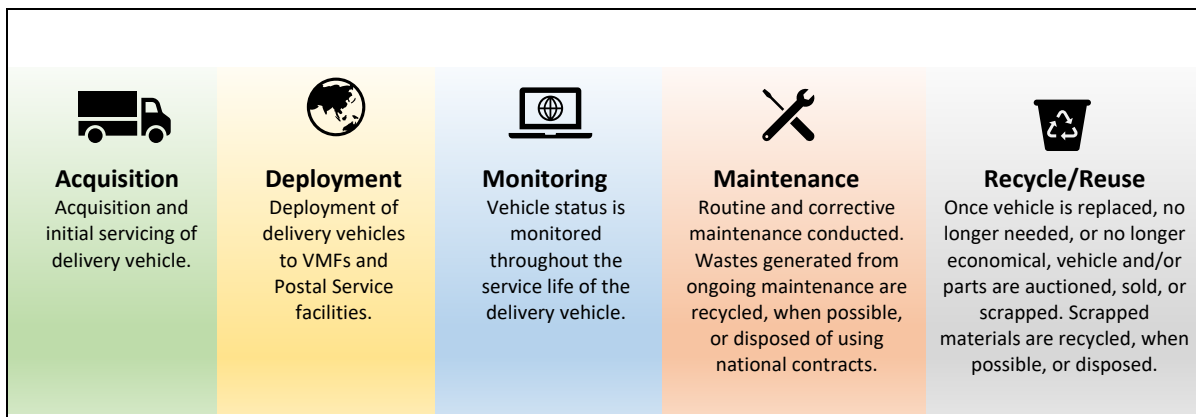 Acquisition
Acquisition and
initial servicing of
delivery vehicle.
Deployment
Deployment of
delivery vehicles
to VMFs and
Postal Service
facilities.
Monitoring
Vehicle status is
monitored
throughout the
service life of the
delivery vehicle.
Maintenance
Routine and corrective
maintenance conducted.
Wastes generated from
ongoing maintenance are
recycled, when possible,
or disposed of using
national contracts.
Recycle/Reuse
Once vehicle is replaced, no
longer needed, or no longer
economical, vehicle and/or
parts are auctioned, sold, or
scrapped. Scrapped
materials are recycled, when
possible, or disposed.